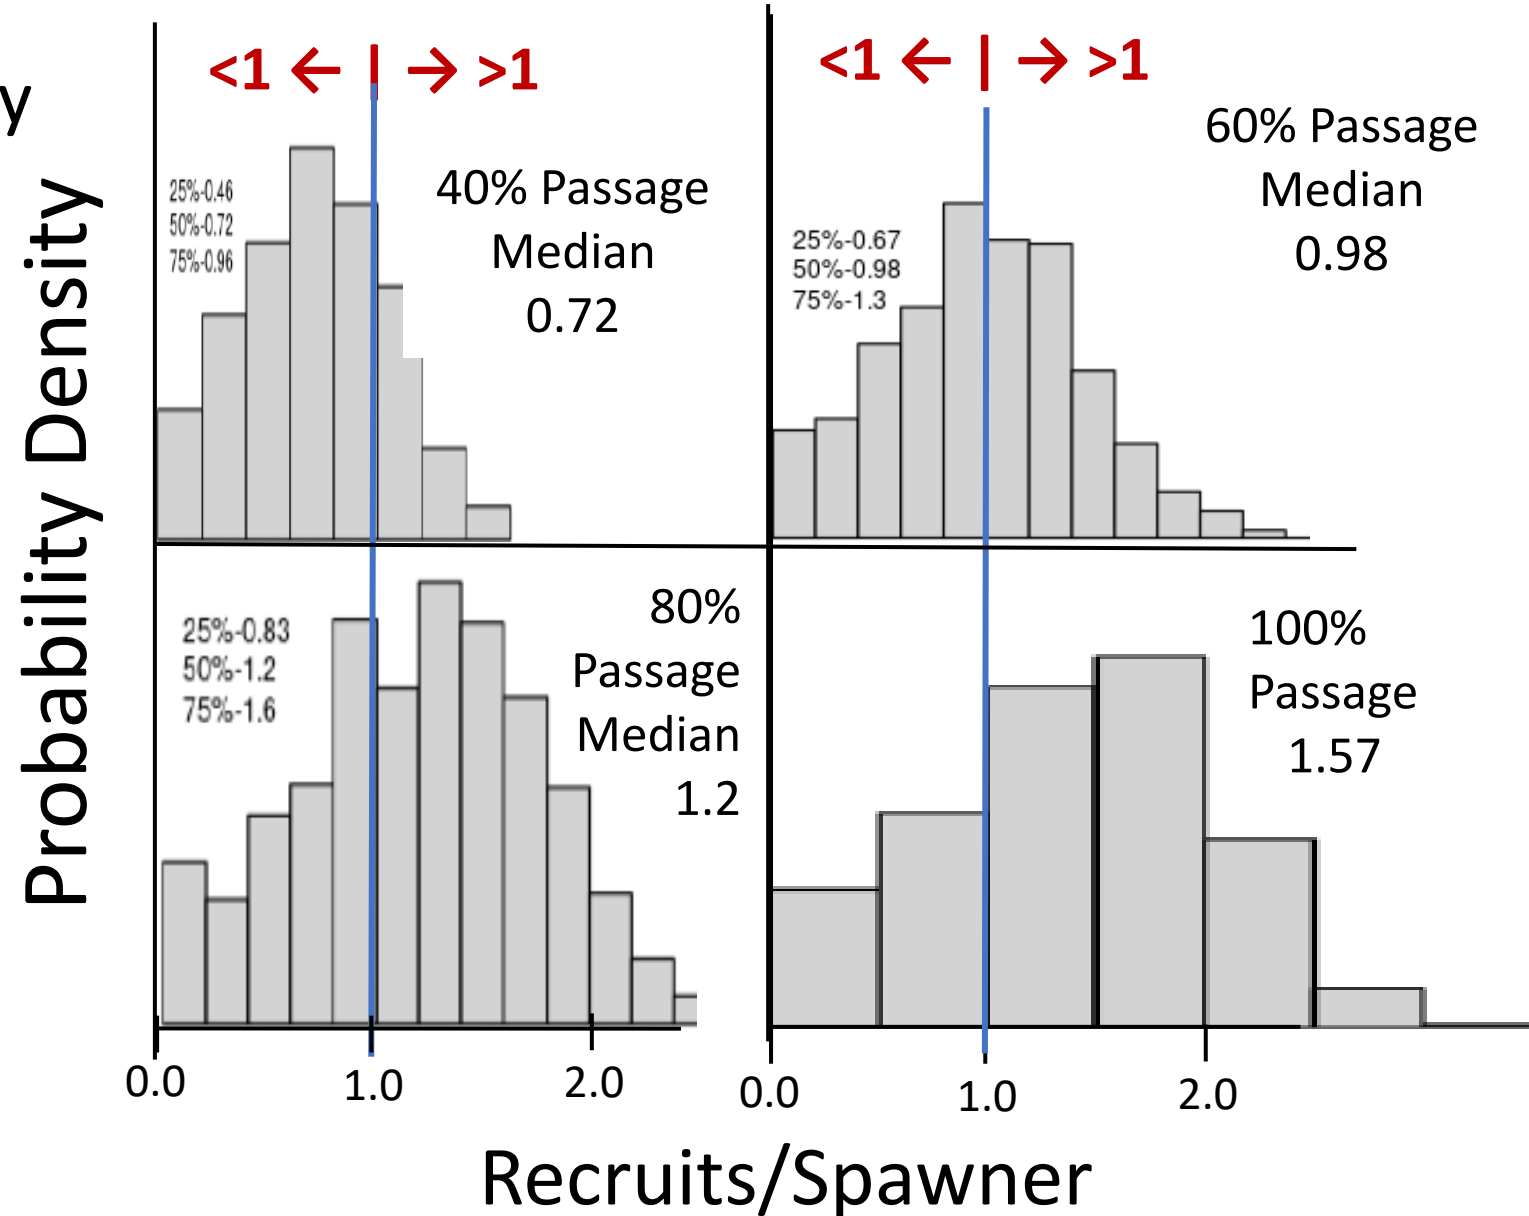 y
Probability Density
<1 ← | → >1
25%-0.46
50%-0.72
75%-0.96
40% Passage
Median
0.72
<1 ← | → >1
25%-0.67
50%-0.98
75%-1.3
60% Passage
Median
0.98
25%-0.83
50%-1.2
75%-1.6
80%
Passage
Median
1.2
100%
Passage
1.57
0.0 1.0 2.0
0.0 1.0 2.0
Recruits/Spawner